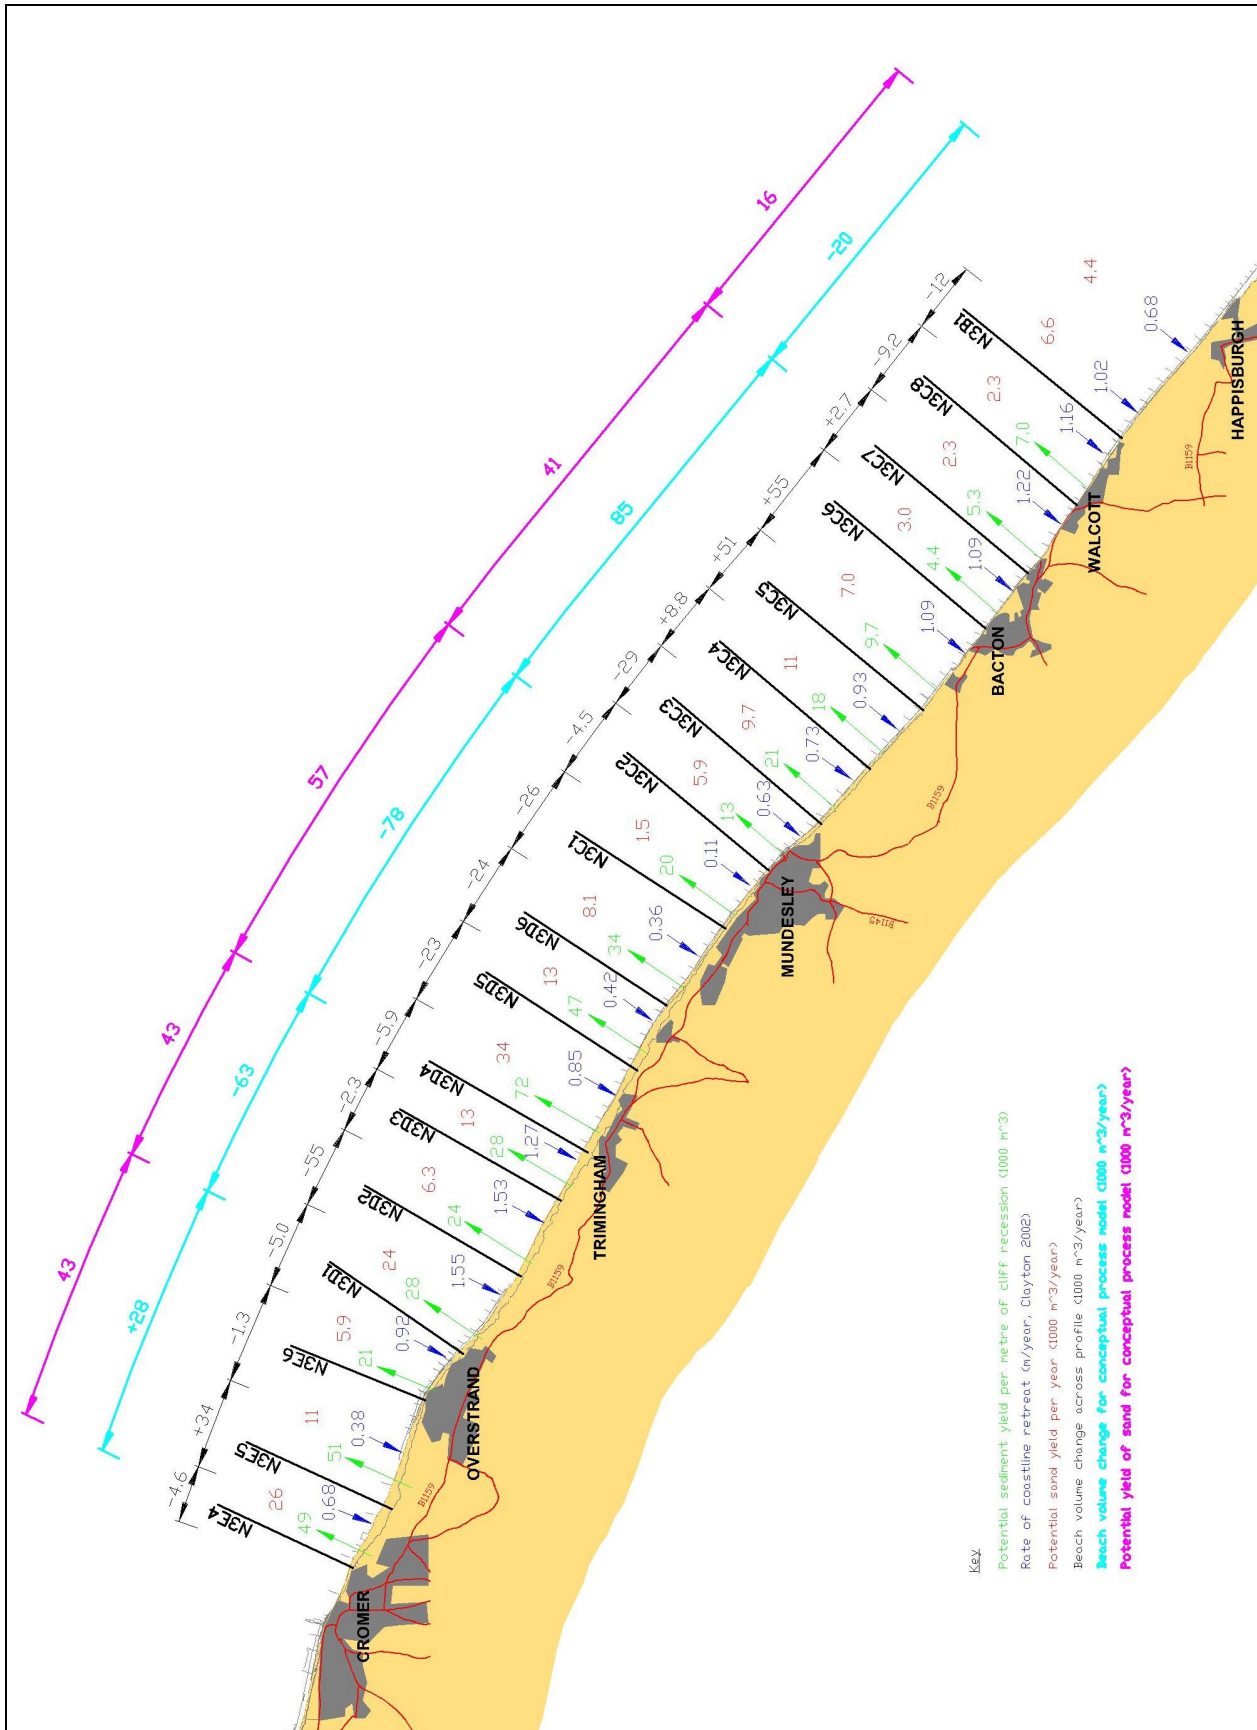 43
43
57
41
16
+28
-63
-78
85
-20
-4.6
+34
-1.3
-5.0
-55
-2.3
-5.9
-23
-24
-26
-4.5
-29
+8.8
+51
+55
+2.7
-9.2
-12
N3E4
N3E5
N3E6
N3D1
N3D2
N3D3
N3D4
N3D5
N3D6
N3C1
N3C2
N3C3
N3C4
N3C5
N3C6
N3C7
N3C8
N3B1
26
11
5.9
24
6.3
13
34
13
8.1
1.5
5.9
9.7
11
7.0
3.0
2.3
2.3
6.6
4.4
49
51
21
28
24
28
72
47
34
20
13
21
18
9.7
4.4
5.3
7.0
0.68
0.38
0.92
1.55
1.53
1.27
0.85
0.42
0.36
0.11
0.63
0.73
0.93
1.09
1.09
1.22
1.16
1.02
0.68
CROMER
OVERSTRAND
TRIMINGHAM
MUNDESLEY
BACTON
WALCOTT
HAPPISBURGH
B1159
B1159
B1145
B1159
B1159
Key
Potential sediment yield per metre of cliff recession (1000 m^3)
Rate of coastline retreat (m/year, Clayton 2002)
Potential sand yield per year (1000 m^3/year)
Beach volume change across profile (1000 m^3/year)
Beach volume change for conceptual process model (1000 m^3/year)
Potential yield of sand for conceptual process model (1000 m^3/year)